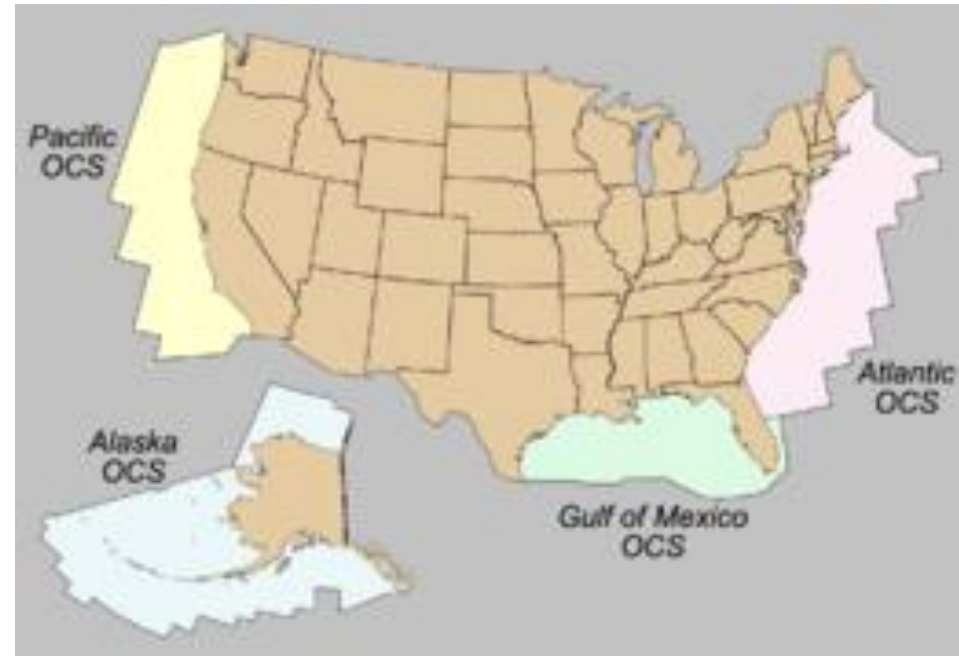 Pacific
OCS
Atlantic
OCS
Alaska
OCS
Gulf of Mexico
OCS